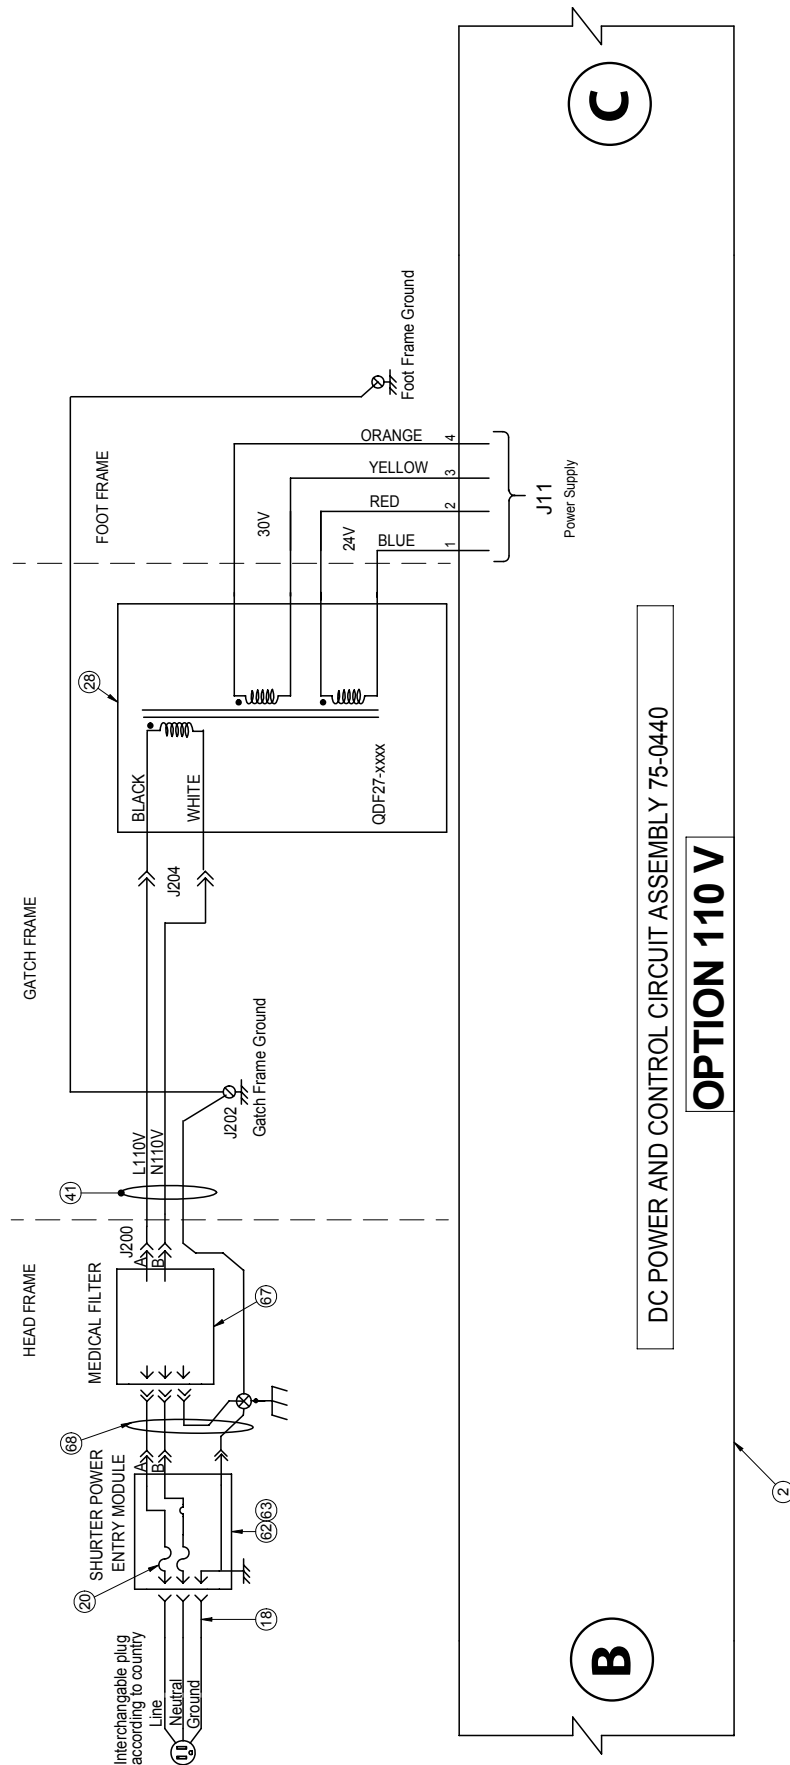 HEAD FRAME
GATCH FRAME
FOOT FRAME
Interchangable plug
according to country
Line
Neutral
Ground
20
18
SHURTER POWER
ENTRY MODULE
62
63
A
B
68
MEDICAL FILTER
67
A
B
J200
41
L110V
N110V
J202
Gatch Frame Ground
J204
BLACK
WHITE
28
QDF27-xxxx
30V
24V
ORANGE
4
YELLOW
3
RED
2
BLUE
1
J11
Power Supply
Foot Frame Ground
B
C
DC POWER AND CONTROL CIRCUIT ASSEMBLY 75-0440
OPTION 110 V
2